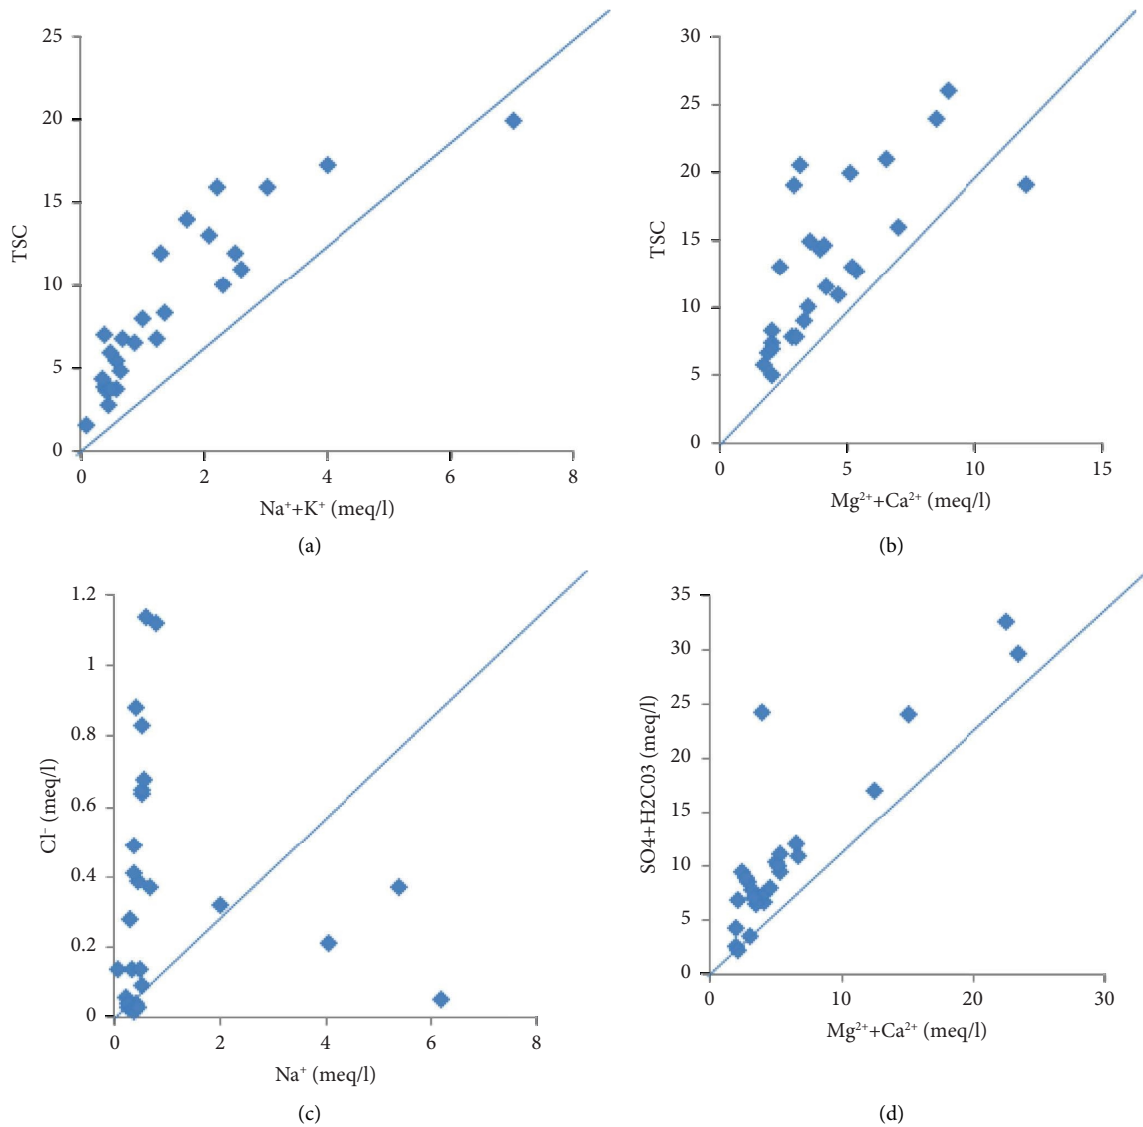 25
20
15
10
5
0
TSC
0 2 4 6 8
Na⁺+K⁺ (meq/l)
(a)
30
25
20
15
10
5
0
TSC
0 5 10 15
Mg²⁺+Ca²⁺ (meq/l)
(b)
1.2
1
0.8
0.6
0.4
0.2
0
Cl⁻ (meq/l)
0 2 4 6 8
Na⁺ (meq/l)
(c)
35
30
25
20
15
10
5
0
SO4+H2C03 (meq/l)
0 10 20 30
Mg²⁺+Ca²⁺ (meq/l)
(d)